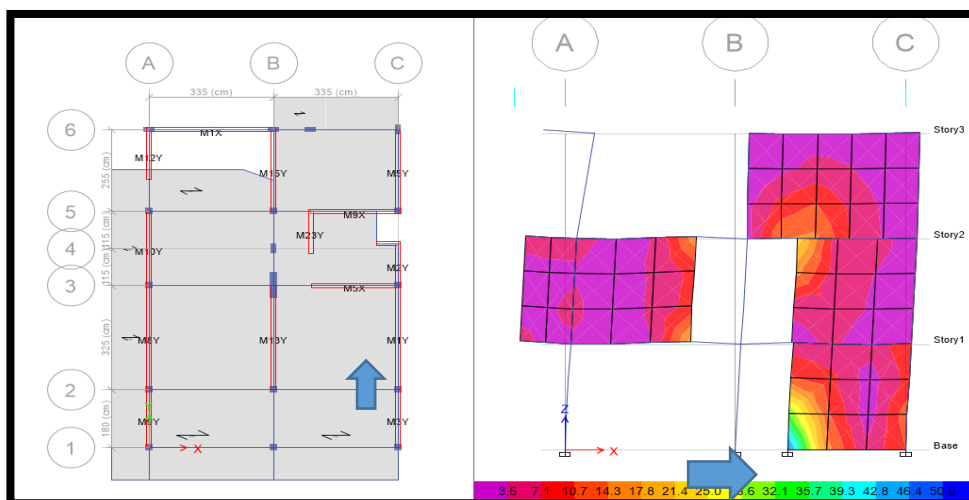 A B C
335 (cm) 335 (cm)
6
M1X
M12Y M15Y M5Y
255 (cm)
5
M9X
M10Y M23Y
115 (cm)
4
115 (cm)
M2Y
3
M5X
325 (cm)
M8Y M13Y M1Y
2
180 (cm)
M3Y
1
X
A B C
Story3
Story2
Story1
Z
Base
X
3.6 7.1 10.7 14.3 17.8 21.4 25.0 32.1 35.7 39.3 42.8 46.4 50.0